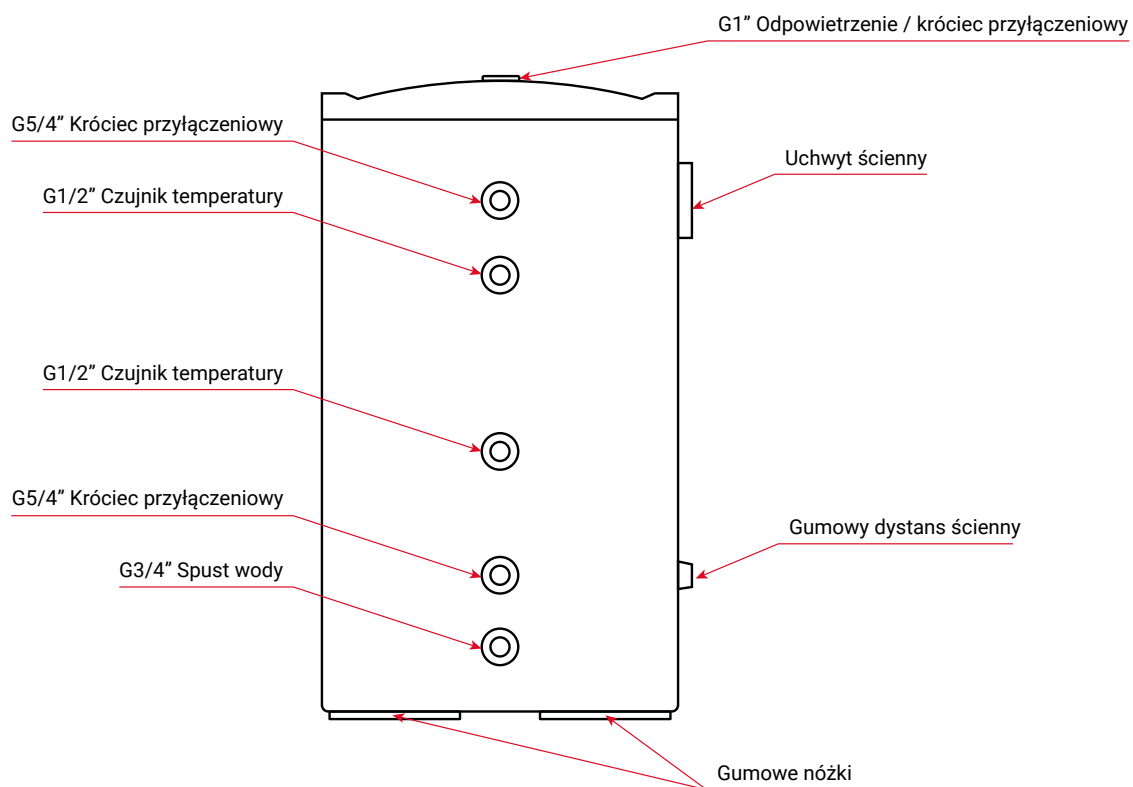 G1” Odpowietrzenie / króciec przyłączeniowy
G5/4” Króciec przyłączeniowy
Uchwyt ścienny
G1/2” Czujnik temperatury
G1/2” Czujnik temperatury
G5/4” Króciec przyłączeniowy
Gumowy dystans ścienny
G3/4” Spust wody
Gumowe nóżki